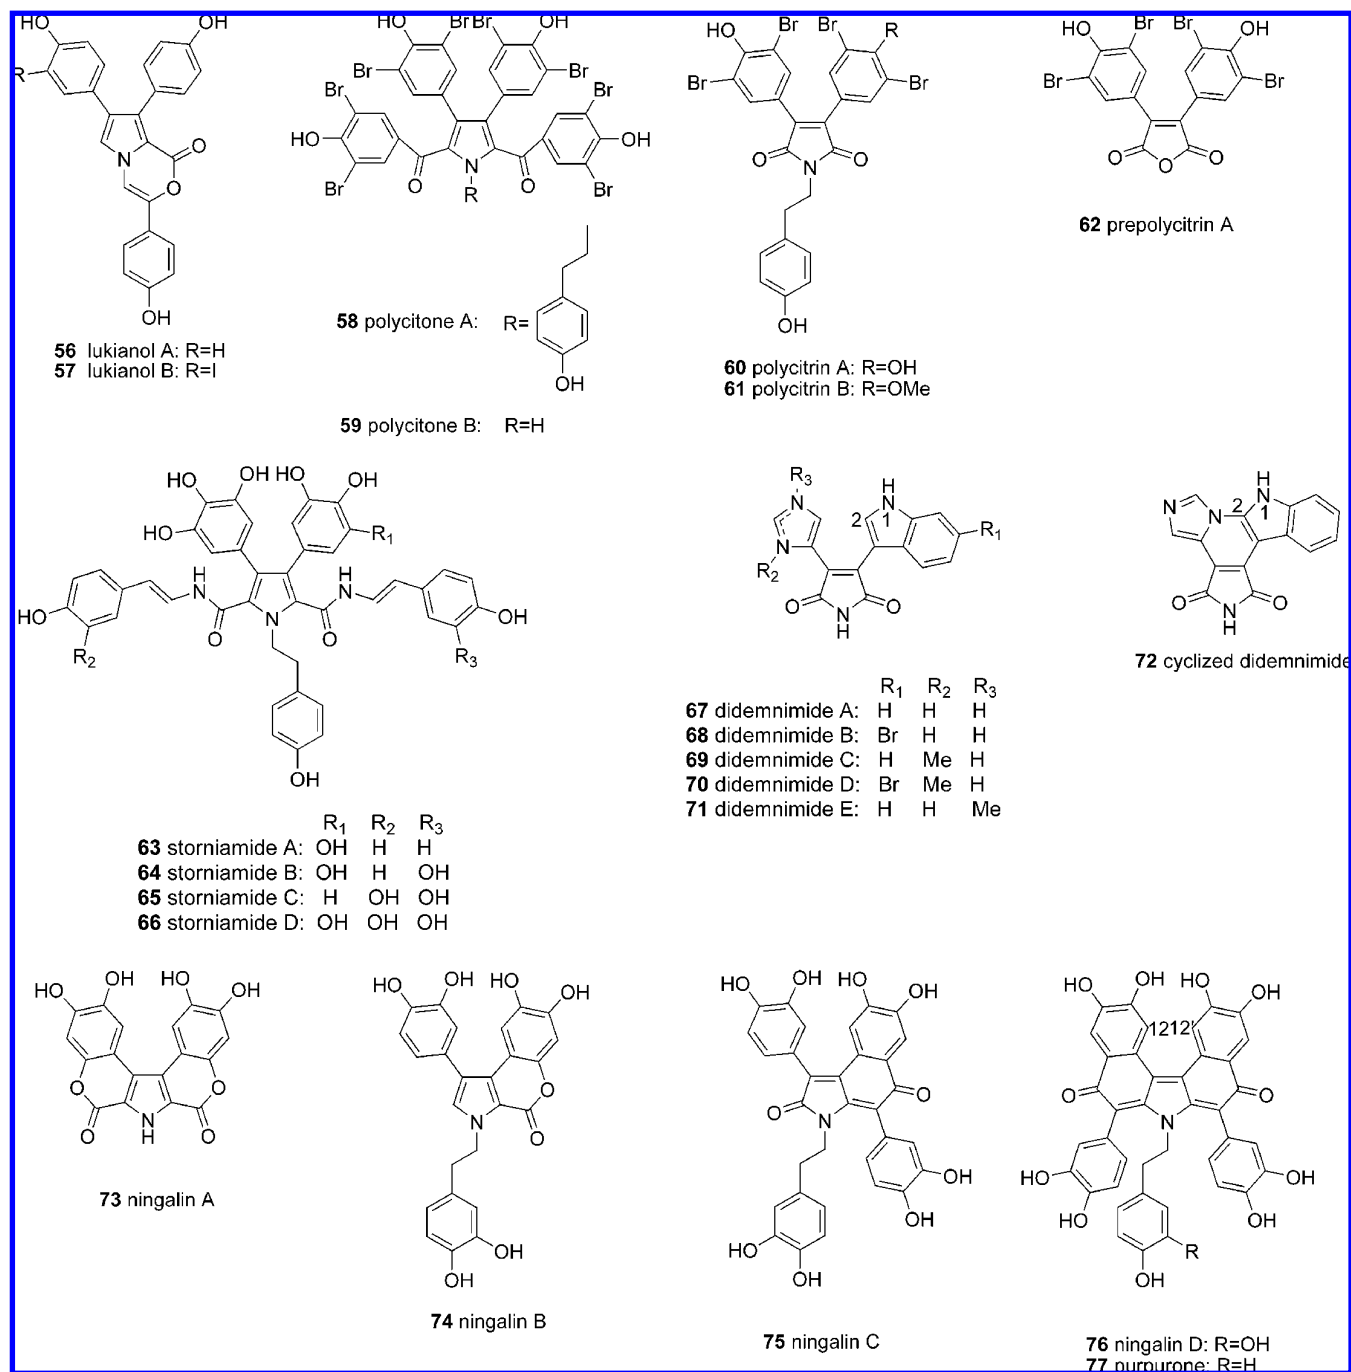 HO OH HO Br Br OH Br Br R Br Br
HO HO OH
R Br Br Br Br Br Br
Br Br
HO OH
N O N O O O O O O
O Br O R O Br N
62 prepolycitrin A
58 polycitone A: R=
OH OH OH
56 lukianol A: R=H
57 lukianol B: R=I
60 polycitrin A: R=OH
61 polycitrin B: R=OMe
59 polycitone B: R=H
OH HO
HO OH
HO R1
H N N H
HO OH
R2 O N O R3
OH
R3 H N
N 2 1 R1
N
R2
O O
N H
H N
N N 2 1
O O
N H
72 cyclized didemnimide
R1 R2 R3
67 didemnimide A: H H H
68 didemnimide B: Br H H
69 didemnimide C: H Me H
70 didemnimide D: Br Me H
71 didemnimide E: H H Me
R1 R2 R3
63 storniamide A: OH H H
64 storniamide B: OH H OH
65 storniamide C: H OH OH
66 storniamide D: OH OH OH
OH HO OH HO OH HO OH HO
HO OH HO OH HO OH HO OH
1212'
O O O O O O
O N H O N O O N N
73 ningalin A
HO OH HO OH
OH HO OH HO OH
OH OH R
OH OH
74 ningalin B
75 ningalin C
76 ningalin D: R=OH
77 purpurone: R=H